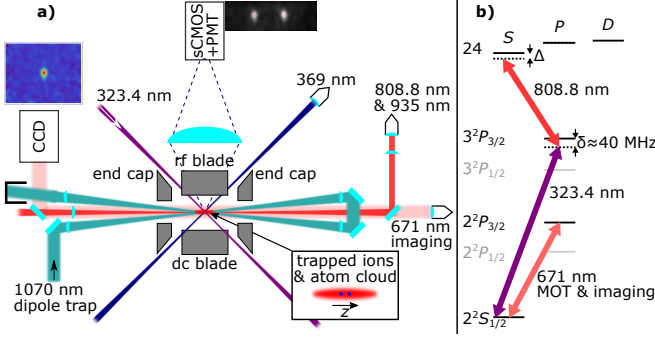 a)
sCMOS
+PMT
323.4 nm
369 nm
808.8 nm
& 935 nm
CCD
end cap
rf blade
end cap
dc blade
671 nm
imaging
1070 nm
dipole trap
trapped ions
& atom cloud
z
b)
S
P
D
24
Δ
808.8 nm
3²P3/2
δ≈40 MHz
3²P1/2
323.4 nm
2²P3/2
2²P1/2
671 nm
MOT & imaging
2²S1/2